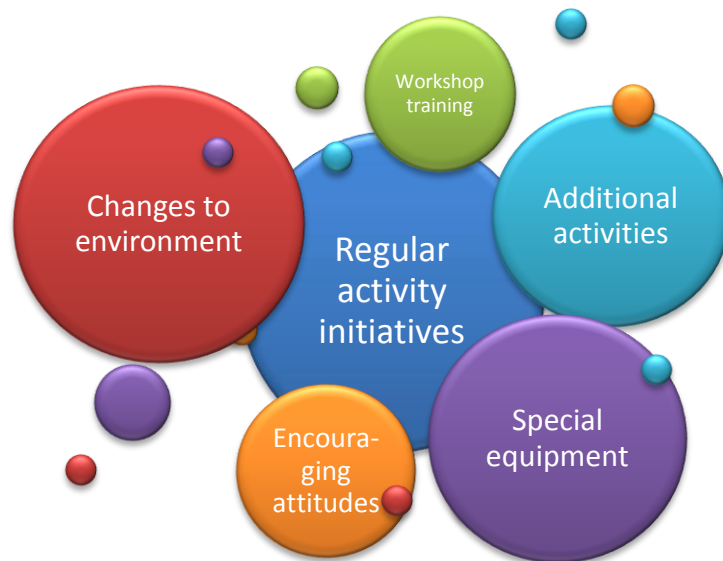 Workshop
training
Changes to
environment
Additional
activities
Regular
activity
initiatives
Encoura-
ging
attitudes
Special
equipment